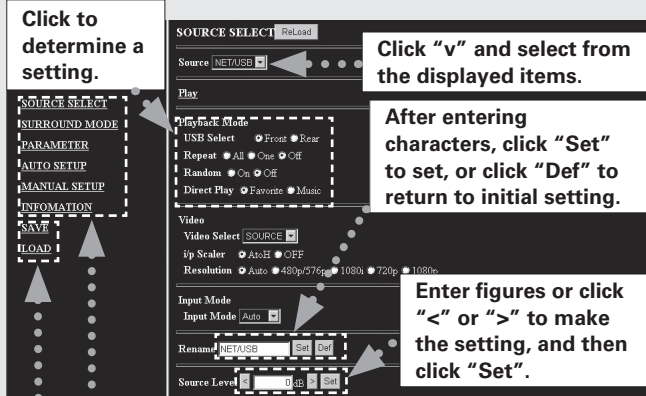 Click to
determine a
setting.
SOURCE SELECT ReLoad
Source NET/USB
Click “v” and select from
the displayed items.
Play
SOURCE SELECT
SURROUND MODE
PARAMETER
AUTO SETUP
MANUAL SETUP
INFOMATION
SAVE
LOAD
Playback Mode
USB Select Front Rear
Repeat All One Off
Random On Off
Direct Play Favorite Music
After entering
characters, click “Set”
to set, or click “Def” to
return to initial setting.
Video
Video Select SOURCE
i/p Scaler AtoH OFF
Resolution Auto 480p/576p 1080i 720p 1080p
Input Mode
Input Mode Auto
Rename NET/USB Set Def
Source Level < 0 dB > Set
Enter figures or click
“<” or “>” to make
the setting, and then
click “Set”.